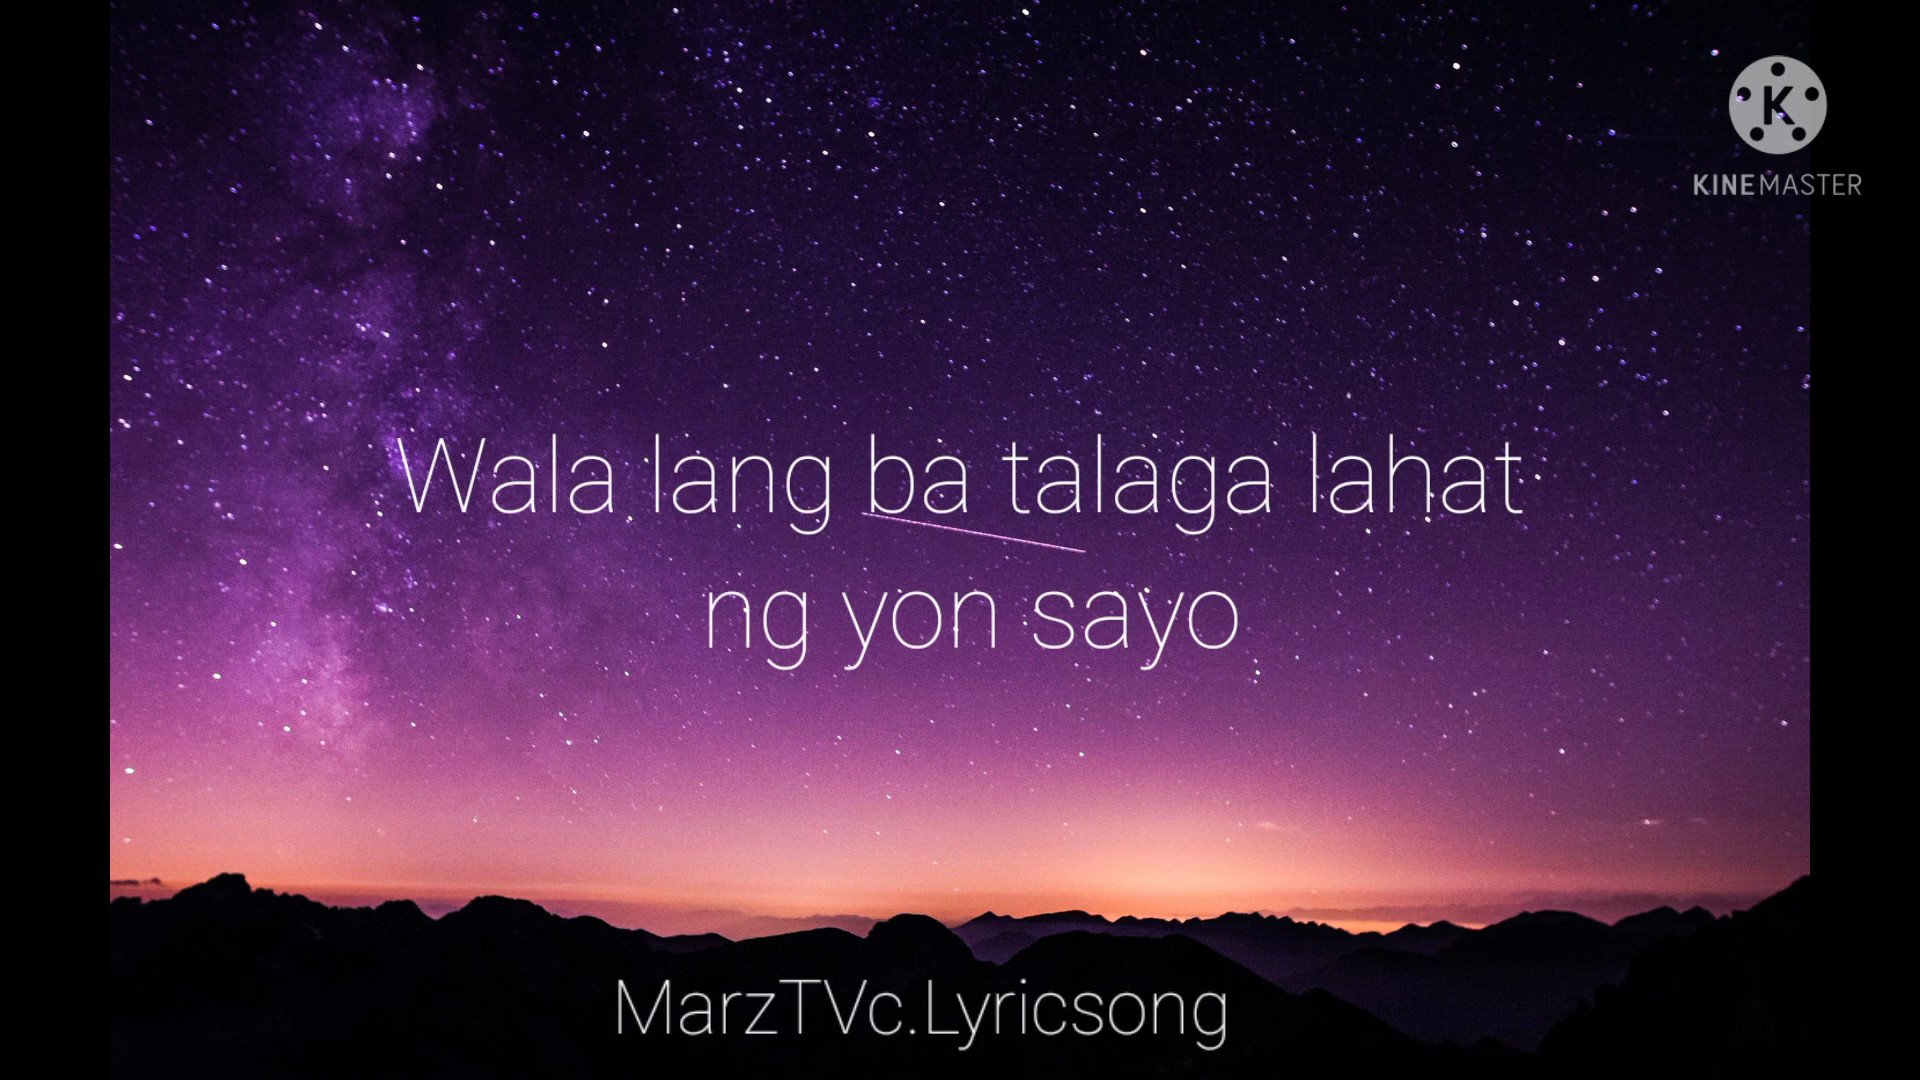 K
KINEMASTER
Wala lang ba talaga lahat
ng yon sayo
MarzTVc.Lyricsong